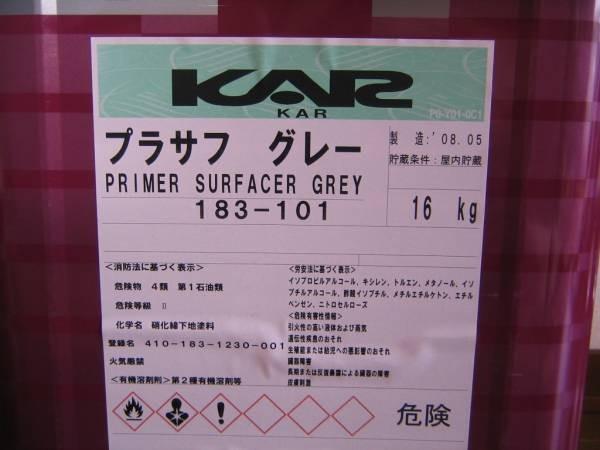 KAR
KAR
PO-Y01-0C1
プラサフ グレー
PRIMER SURFACER GREY
183-101
製 造:'08.05
貯蔵条件:屋内貯蔵
16 kg
<消防法に基づく表示>
危険物 4類 第1石油類
危険等級 Ⅱ
化学名 硝化綿下地塗料
登録名 410-183-1230-001
火気厳禁
<有機溶剤剤>第2種有機溶剤等
<労安法に基づく表示>
イソプロピルアルコール、キシレン、トルエン、メタノール、イソ
ブチルアルコール、酢酸イソブチル、メチルエチルケトン、エチル
ベンゼン、ニトロセルローズ
<危険有害性情報>
引火性の高い液体および蒸気
遺伝性疾患のおそれ
生殖能または胎児への悪影響のおそれ
臓器障害
長期または反復暴露による臓器の障害
皮膚刺激
危険